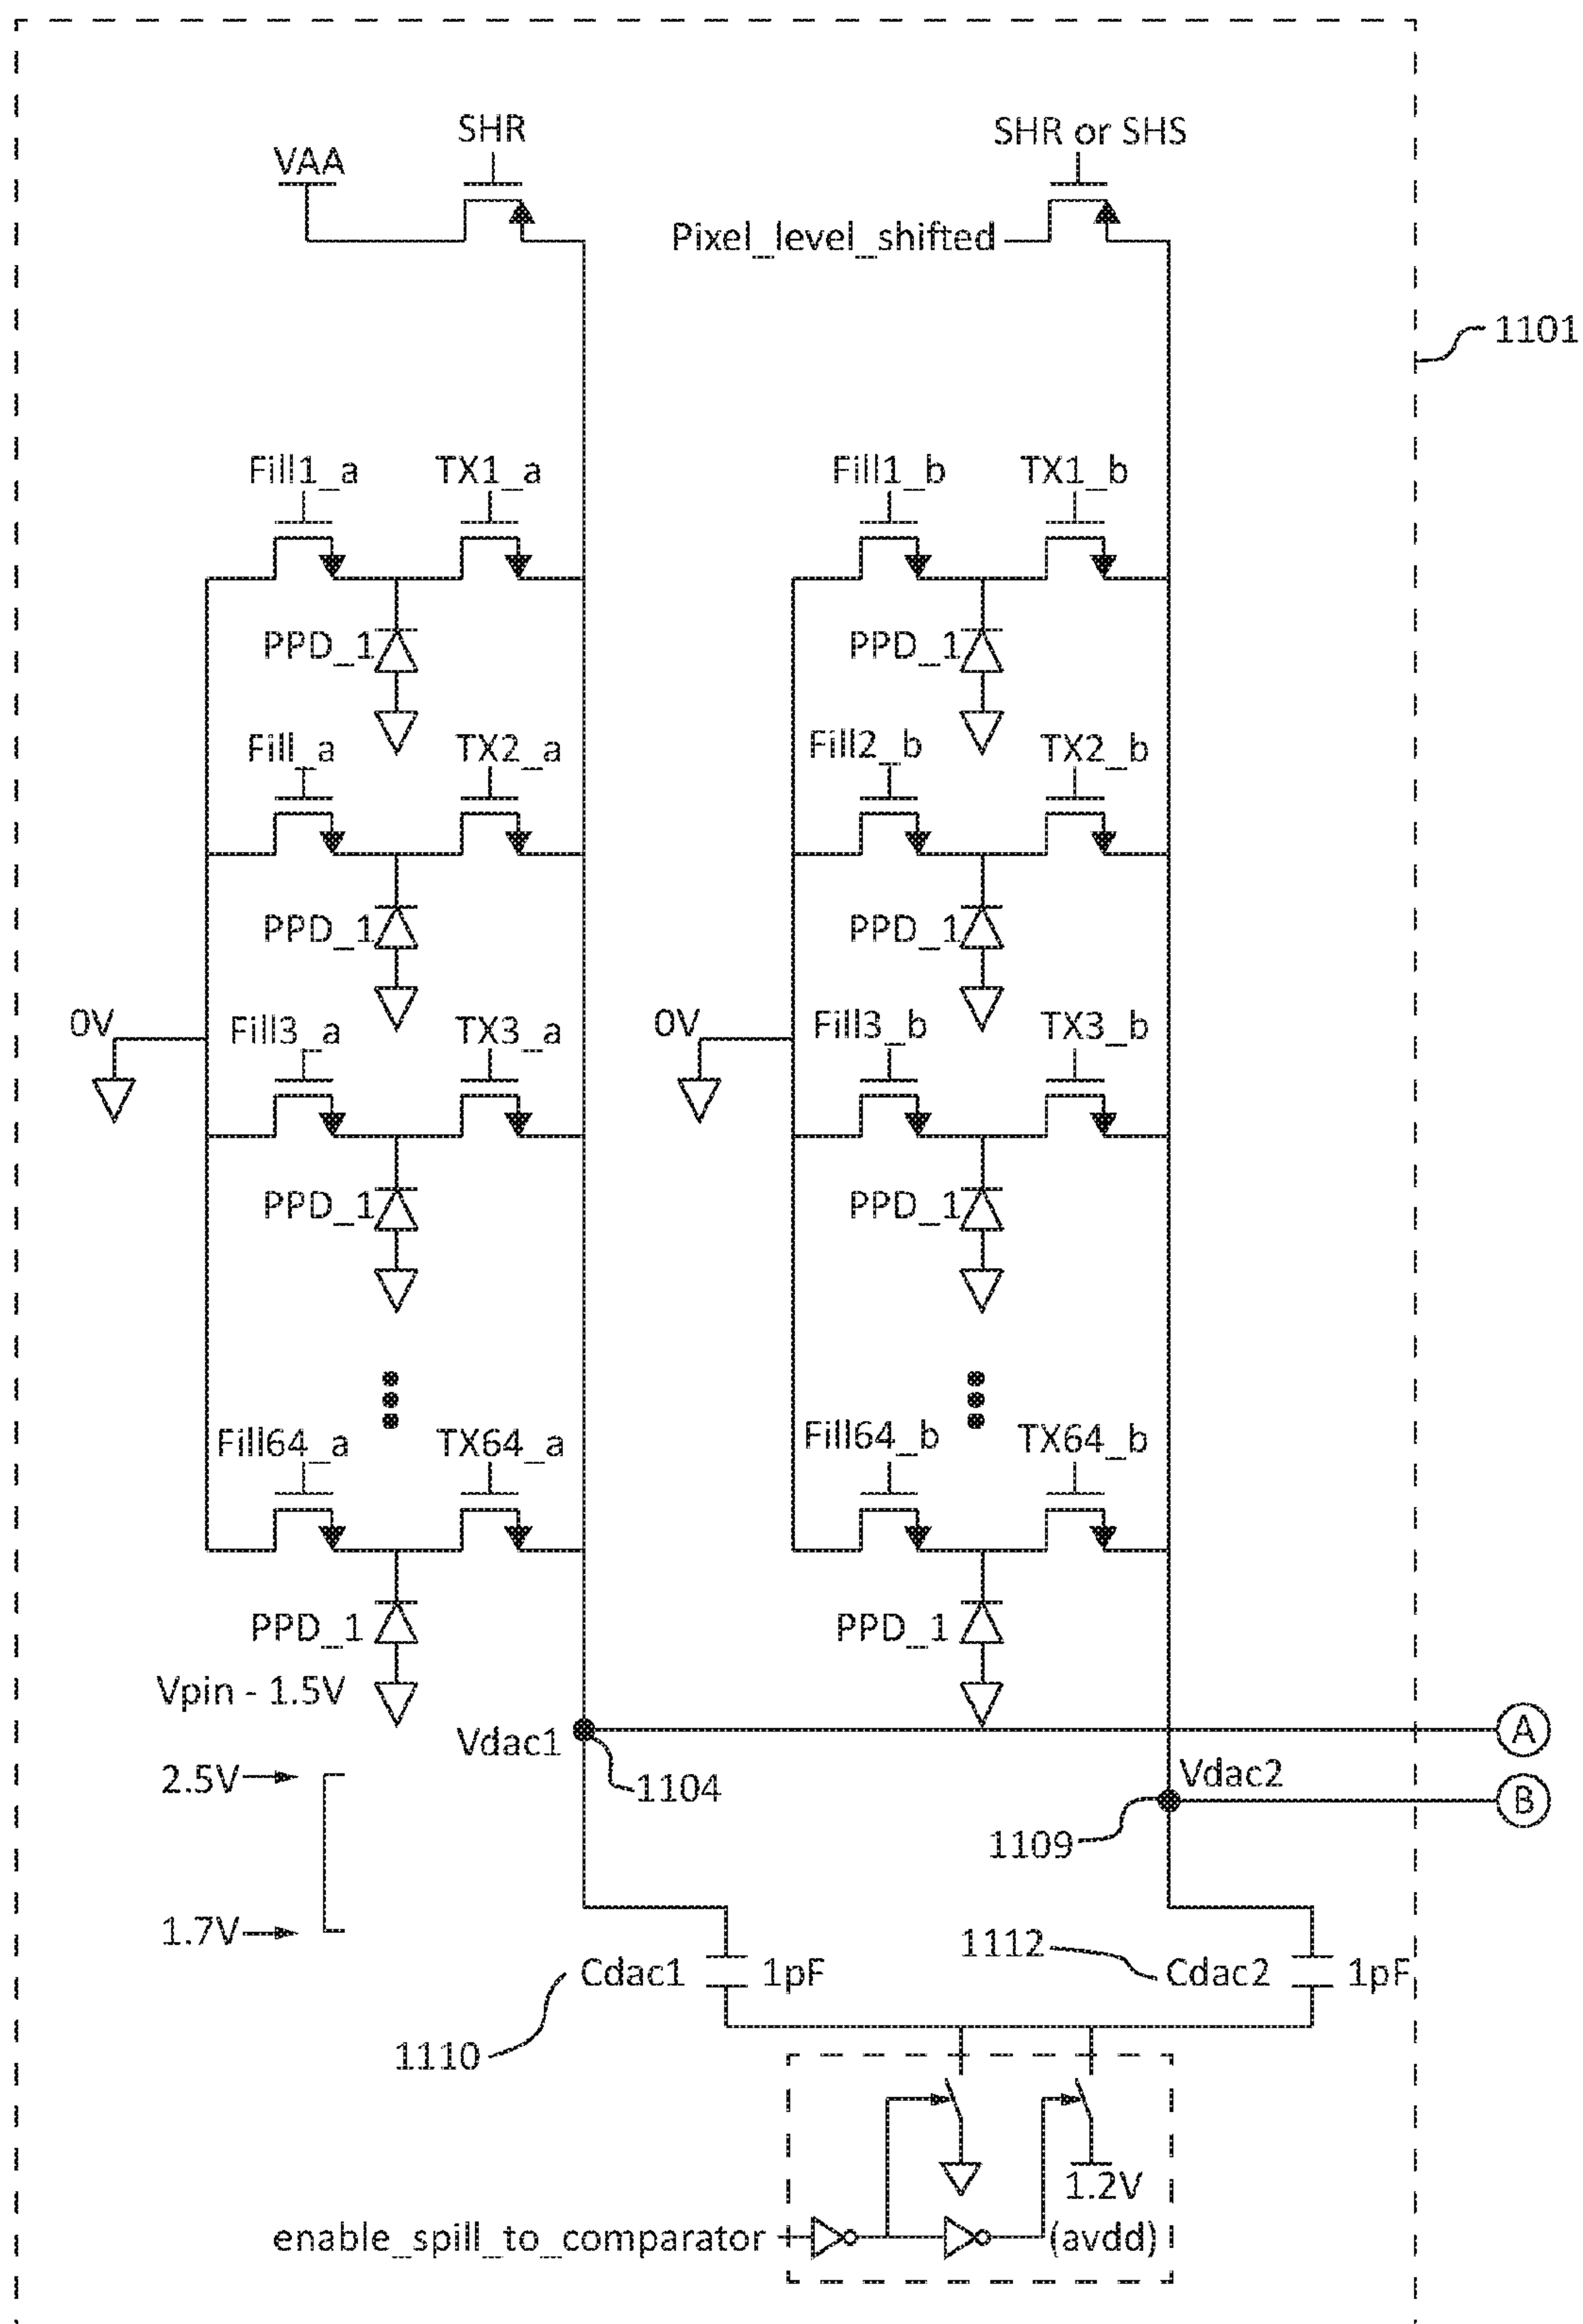 SHR
SHR or SHS
VAA
Pixel_level_shifted
1101
Fill1_a
TX1_a
Fill1_b
TX1_b
PPD_1
PPD_1
Fill_a
TX2_a
Fill2_b
TX2_b
PPD_1
PPD_1
0V
Fill3_a
TX3_a
0V
Fill3_b
TX3_b
PPD_1
PPD_1
Fill64_a
TX64_a
Fill64_b
TX64_b
PPD_1
PPD_1
Vpin - 1.5V
Vdac1
A
2.5V
1104
Vdac2
B
1109
1.7V
1112
Cdac1
1pF
Cdac2
1pF
1110
1.2V
enable_spill_to_comparator
(avdd)